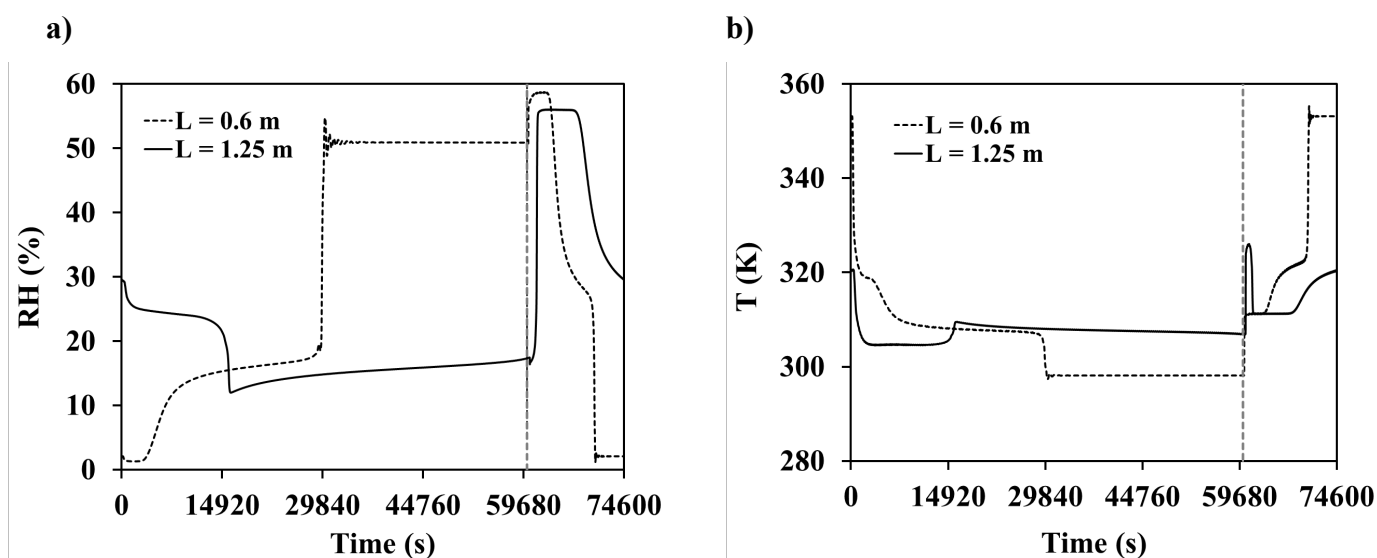 a)
60
50
40
30
20
10
0
RH (%)
L = 0.6 m
L = 1.25 m
0 14920 29840 44760 59680 74600
Time (s)
b)
360
340
320
300
280
T (K)
L = 0.6 m
L = 1.25 m
0 14920 29840 44760 59680 74600
Time (s)